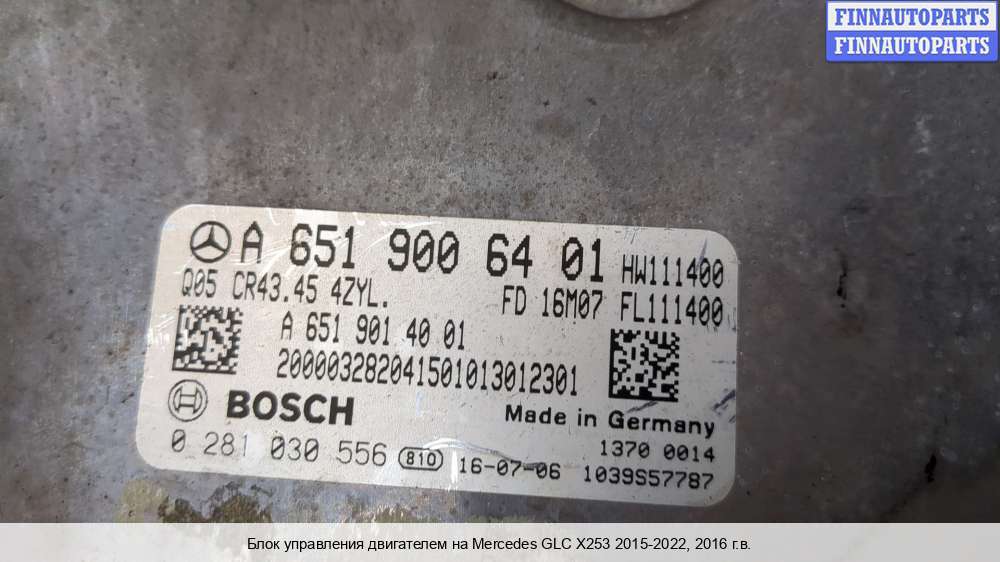 FINNAUTOPARTS
FINNAUTOPARTS
A 651 900 64 01 HW111400
Q05 CR43.45 4ZYL. FD 16M07 FL111400
A 651 901 40 01
20000328204150101301 2301
BOSCH Made in Germany
0 281 030 556 810 16-07-06 1370 0014
1039S57787
Блок управления двигателем на Mercedes GLC X253 2015-2022, 2016 г.в.